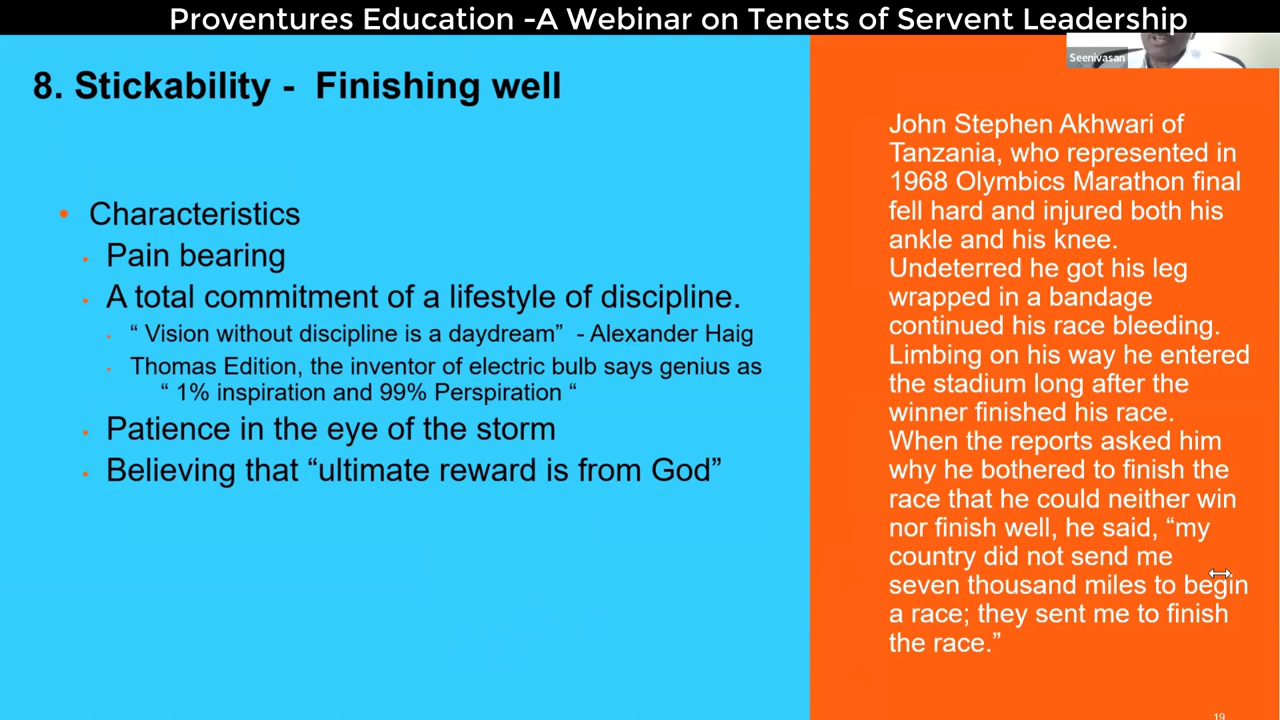 Proventures Education -A Webinar on Tenets of Servent Leadership
Seenivasan
8. Stickability - Finishing well
• Characteristics
• Pain bearing
• A total commitment of a lifestyle of discipline.
• “ Vision without discipline is a daydream” - Alexander Haig
• Thomas Edition, the inventor of electric bulb says genius as
“ 1% inspiration and 99% Perspiration “
• Patience in the eye of the storm
• Believing that “ultimate reward is from God”
John Stephen Akhwari of
Tanzania, who represented in
1968 Olymbics Marathon final
fell hard and injured both his
ankle and his knee.
Undeterred he got his leg
wrapped in a bandage
continued his race bleeding.
Limbing on his way he entered
the stadium long after the
winner finished his race.
When the reports asked him
why he bothered to finish the
race that he could neither win
nor finish well, he said, “my
country did not send me
seven thousand miles to begin
a race; they sent me to finish
the race.”
19